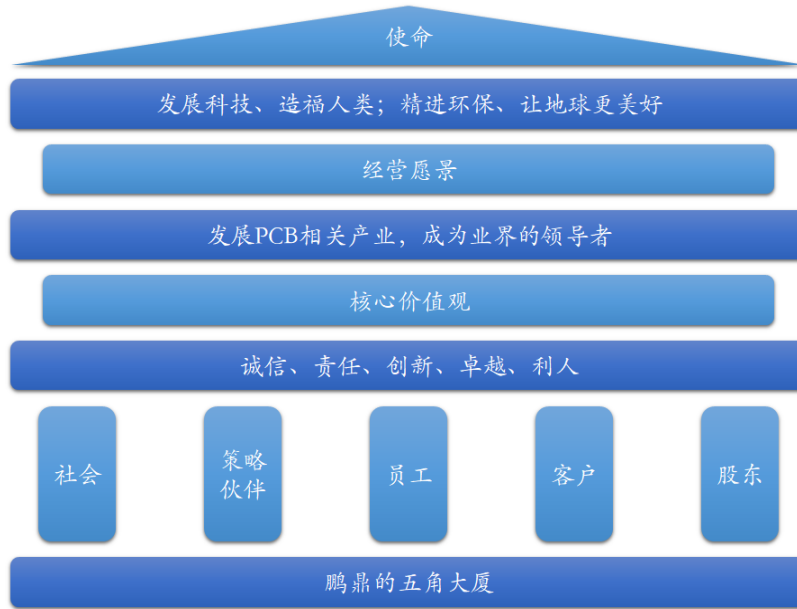 使命
发展科技、造福人类；精进环保、让地球更美好
经营愿景
发展PCB相关产业，成为业界的领导者
核心价值观
诚信、责任、创新、卓越、利人
社会
策略
伙伴
员工
客户
股东
鹏鼎的五角大厦